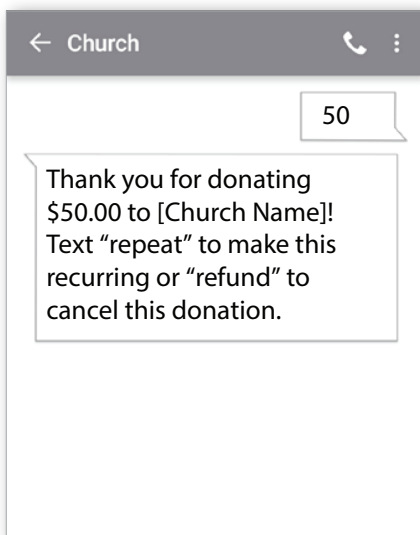 Church
50
Thank you for donating
$50.00 to [Church Name]!
Text “repeat” to make this
recurring or “refund” to
cancel this donation.